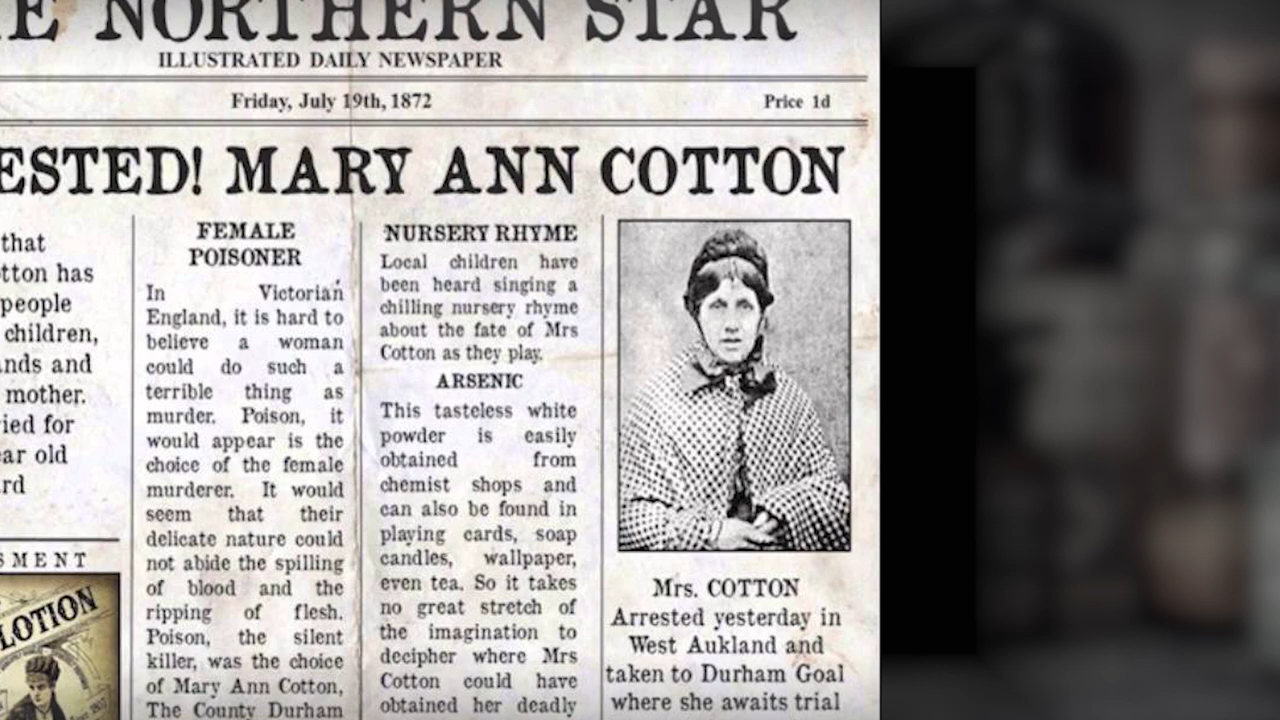 E NORTHERN STAR
ILLUSTRATED DAILY NEWSPAPER
Friday, July 19th, 1872
Price 1d
ESTED! MARY ANN COTTON
that
otton has
people
children,
ands and
mother.
ried for
ear old
rd
SMENT
LOTION
FEMALE
POISONER
In Victorian
England, it is hard to
believe a woman
could do such a
terrible thing as
murder. Poison, it
would appear is the
choice of the female
murderer. It would
seem that their
delicate nature could
not abide the spilling
of blood and the
ripping of flesh.
Poison, the silent
killer, was the choice
of Mary Ann Cotton,
The County Durham
NURSERY RHYME
Local children have
been heard singing a
chilling nursery rhyme
about the fate of Mrs
Cotton as they play.
ARSENIC
This tasteless white
powder is easily
obtained from
chemist shops and
can also be found in
playing cards, soap
candles, wallpaper,
even tea. So it takes
no great stretch of
the imagination to
decipher where Mrs
Cotton could have
obtained her deadly
Mrs. COTTON
Arrested yesterday in
West Aukland and
taken to Durham Goal
where she awaits trial